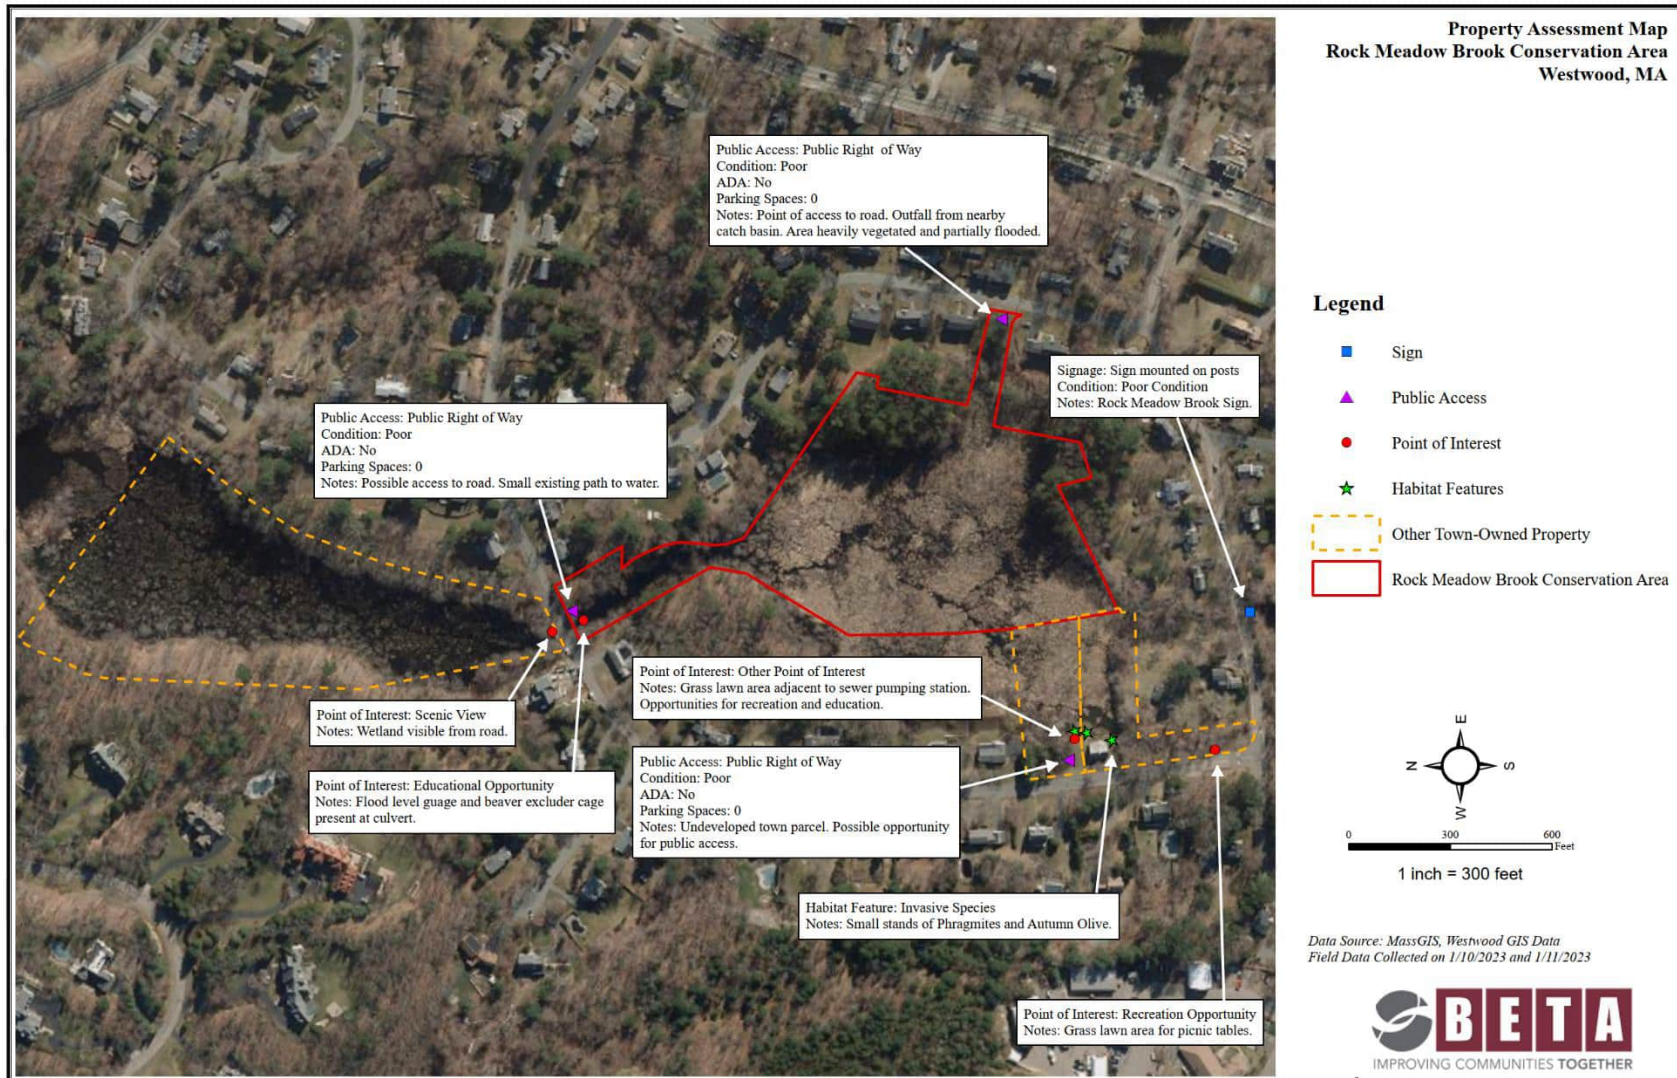 Property Assessment Map
Rock Meadow Brook Conservation Area
Westwood, MA
Public Access: Public Right of Way
Condition: Poor
ADA: No
Parking Spaces: 0
Notes: Point of access to road. Outfall from nearby
catch basin. Area heavily vegetated and partially flooded.
Signage: Sign mounted on posts
Condition: Poor Condition
Notes: Rock Meadow Brook Sign.
Public Access: Public Right of Way
Condition: Poor
ADA: No
Parking Spaces: 0
Notes: Possible access to road. Small existing path to water.
Point of Interest: Scenic View
Notes: Wetland visible from road.
Point of Interest: Educational Opportunity
Notes: Flood level guage and beaver excluder cage
present at culvert.
Point of Interest: Other Point of Interest
Notes: Grass lawn area adjacent to sewer pumping station.
Opportunities for recreation and education.
Public Access: Public Right of Way
Condition: Poor
ADA: No
Parking Spaces: 0
Notes: Undeveloped town parcel. Possible opportunity
for public access.
Habitat Feature: Invasive Species
Notes: Small stands of Phragmites and Autumn Olive.
Point of Interest: Recreation Opportunity
Notes: Grass lawn area for picnic tables.
Legend
Sign
Public Access
Point of Interest
Habitat Features
Other Town-Owned Property
Rock Meadow Brook Conservation Area
E
N S
W
0 300 600
Feet
1 inch = 300 feet
Data Source: MassGIS, Westwood GIS Data
Field Data Collected on 1/10/2023 and 1/11/2023
BETA
IMPROVING COMMUNITIES TOGETHER